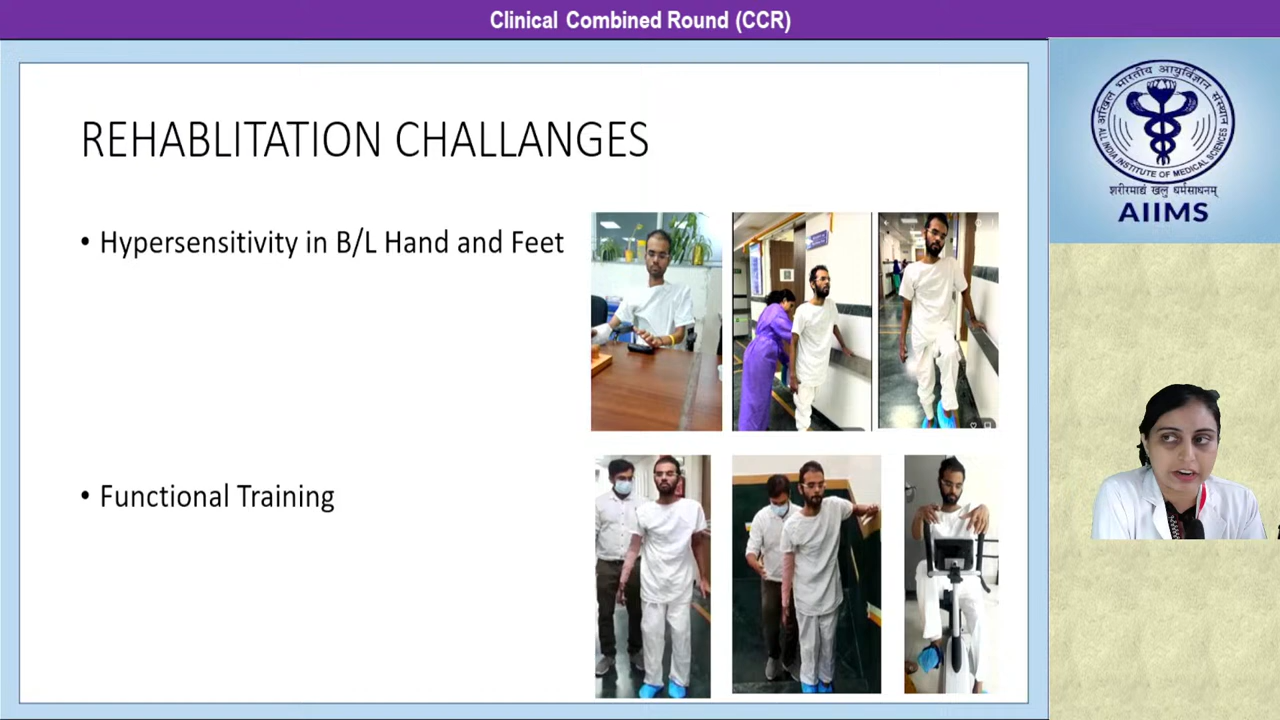 Clinical Combined Round (CCR)
REHABLITATION CHALLANGES
• Hypersensitivity in B/L Hand and Feet
• Functional Training
अखिल भारतीय आयुर्विज्ञान संस्थान
ALL INDIA INSTITUTE OF MEDICAL SCIENCES
शरीरमाद्यं खलु धर्मसाधनम्
AIIMS